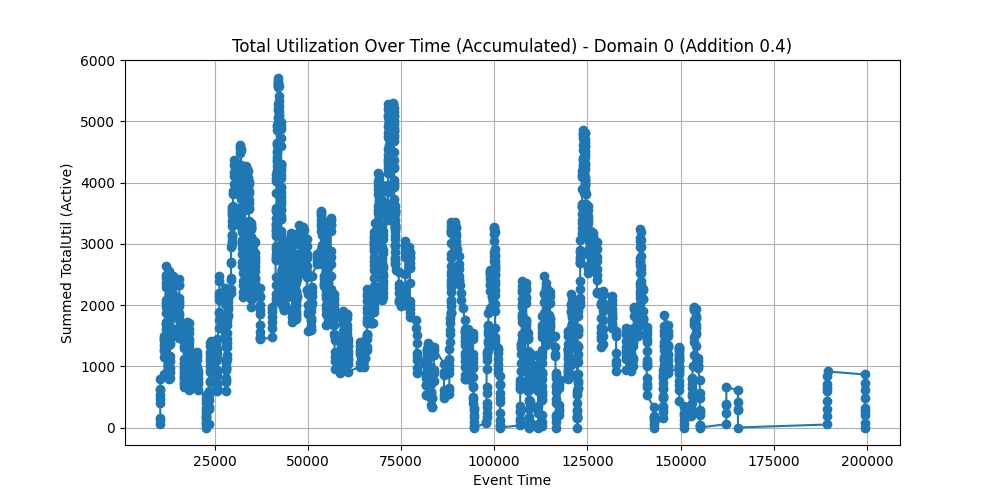 Total Utilization Over Time (Accumulated) - Domain 0 (Addition 0.4)
6000
5000
4000
3000
2000
1000
0
Summed TotalUtil (Active)
25000 50000 75000 100000 125000 150000 175000 200000
Event Time